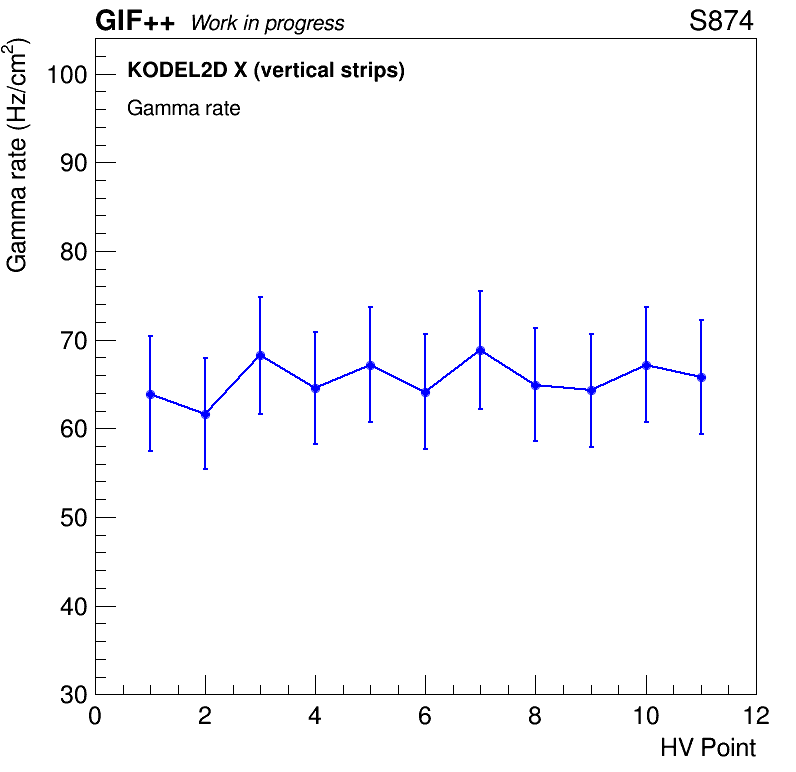 GIF++ Work in progress S874
KODEL2D X (vertical strips)
Gamma rate
Gamma rate (Hz/cm²)
100
90
80
70
60
50
40
30
0 2 4 6 8 10 12
HV Point